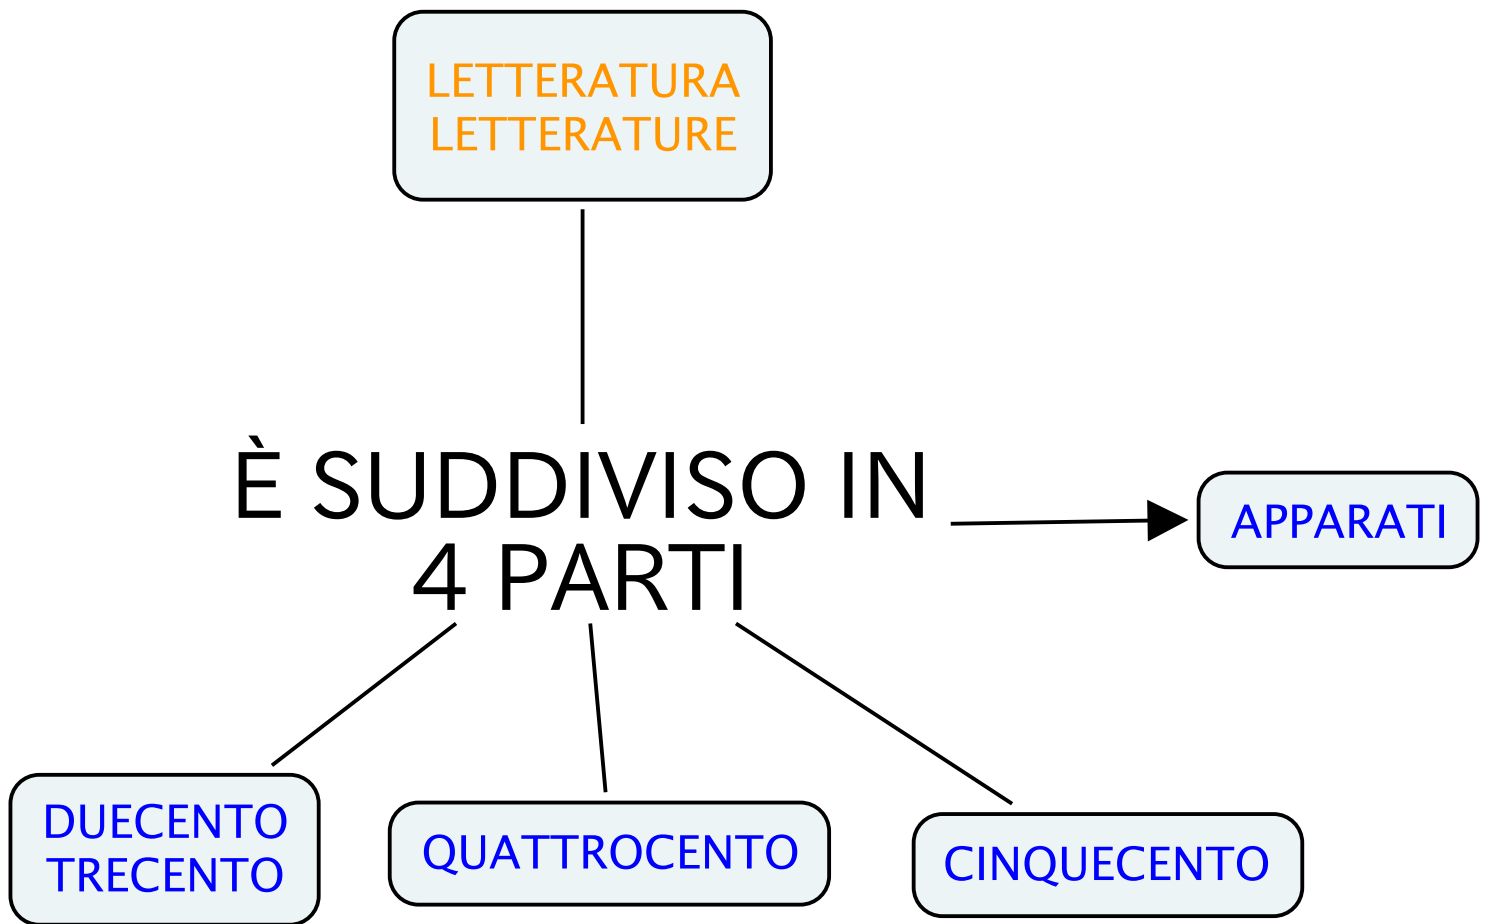 LETTERATURA
LETTERATURE
È SUDDIVISO IN
4 PARTI
APPARATI
DUECENTO
TRECENTO
QUATTROCENTO
CINQUECENTO